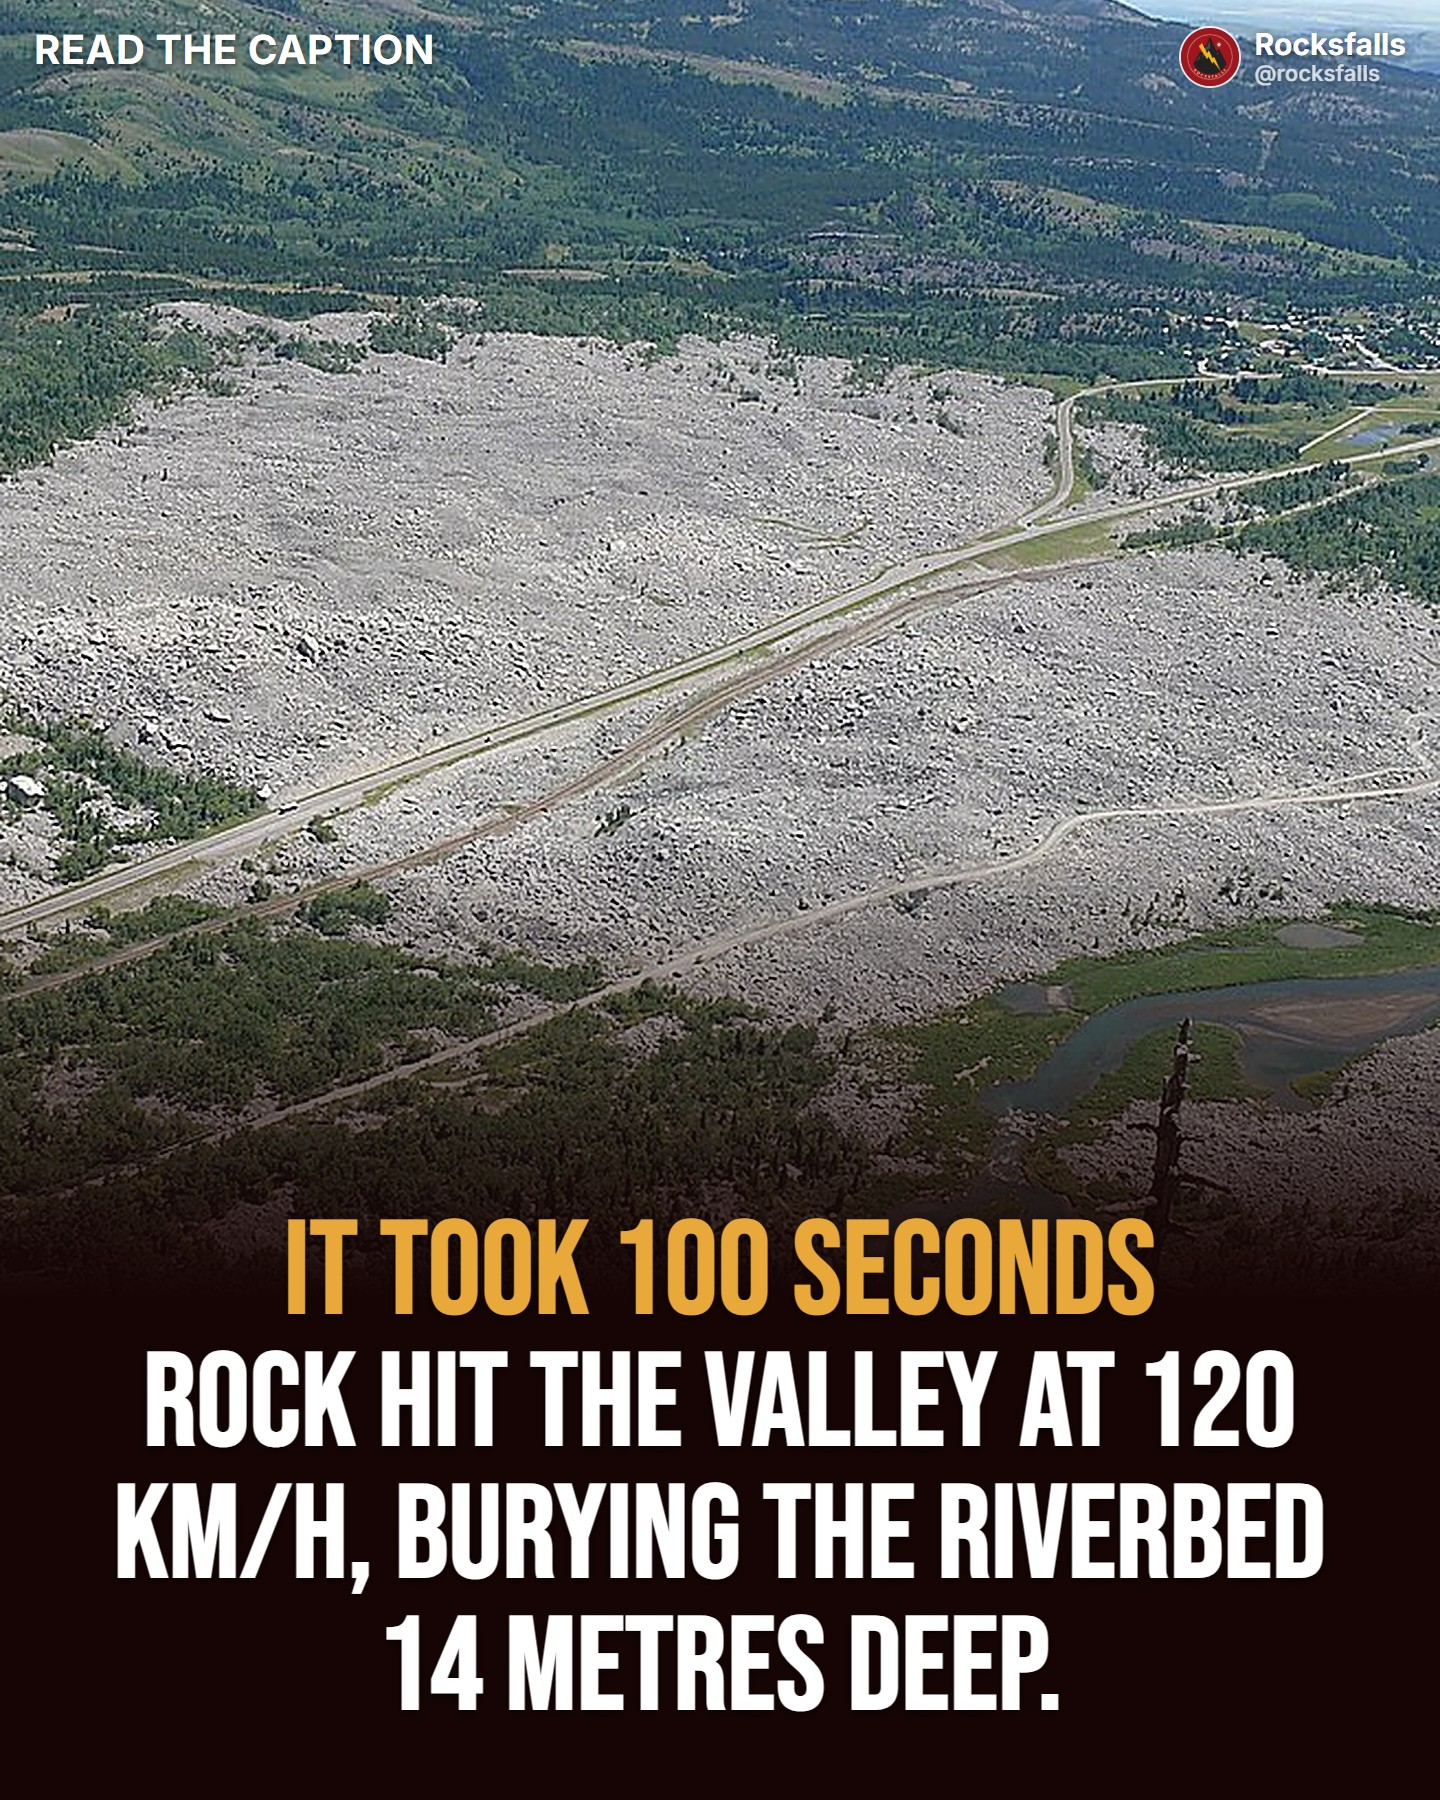 READ THE CAPTION
Rocksfalls
@rocksfalls
IT TOOK 100 SECONDS
ROCK HIT THE VALLEY AT 120
KM/H, BURYING THE RIVERBED
14 METRES DEEP.